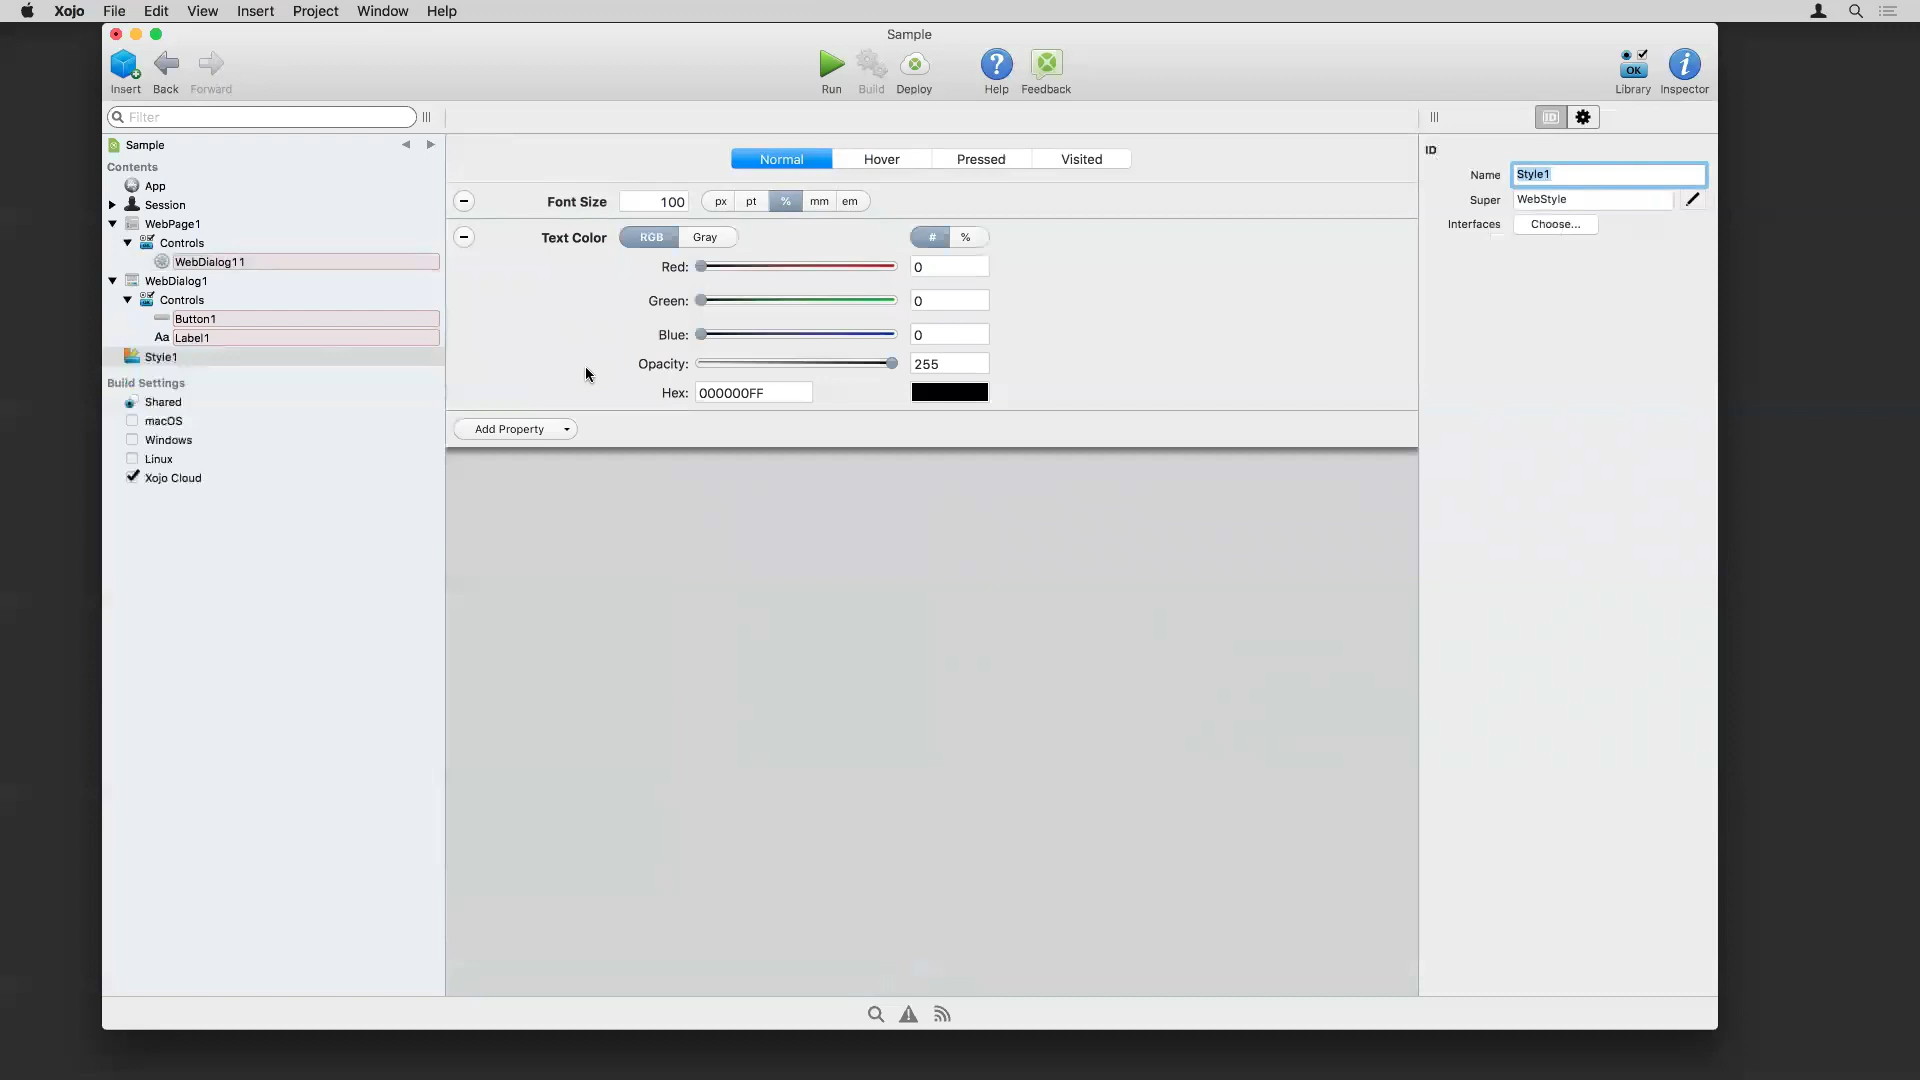 Xojo File Edit View Insert Project Window Help
Sample
Insert Back Forward Run Build Deploy Help Feedback OK Library Inspector
Filter
ID
Sample
Contents
App
Session
WebPage1
Controls
WebDialog11
WebDialog1
Controls
Button1
Aa Label1
Style1
Build Settings
Shared
macOS
Windows
Linux
Xojo Cloud
Normal Hover Pressed Visited
Font Size 100 px pt % mm em
Text Color RGB Gray # %
Red: 0
Green: 0
Blue: 0
Opacity: 255
Hex: 000000FF
Add Property
ID
Name Style1
Super WebStyle
Interfaces Choose...